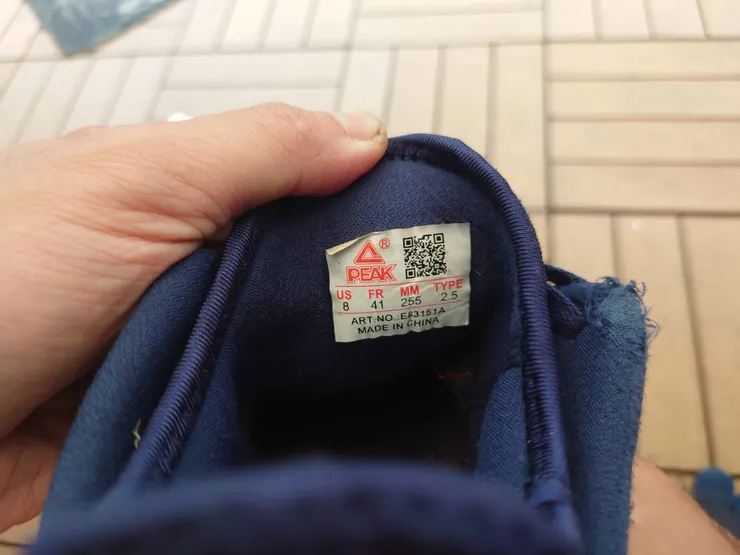 PEAK®
US FR MM TYPE
8 41 255 2.5
ART NO.:E83151A
MADE IN CHINA